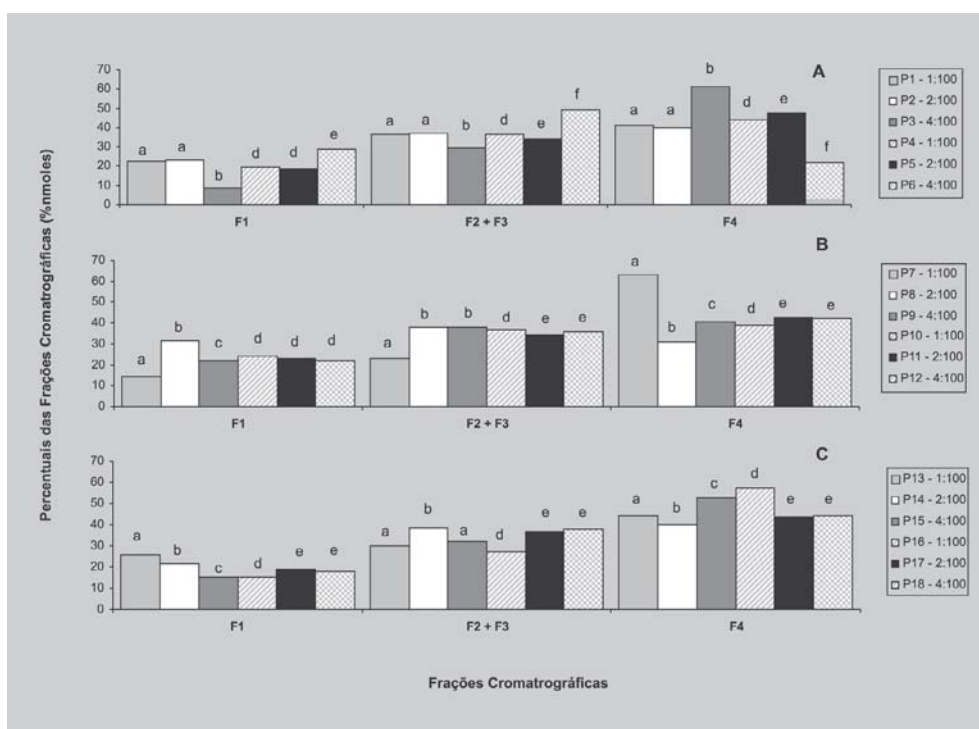 Percentuais das Frações Cromatrográficas (%nmoles)
A
70
60
50
40
30
20
10
0
a a b d d e
a a b d e f
a a b d e f
F1 F2 + F3 F4
P1 - 1:100
P2 - 2:100
P3 - 4:100
P4 - 1:100
P5 - 2:100
P6 - 4:100
B
70
60
50
40
30
20
10
0
a b c d d d
a b b d e e
a b c d e e
F1 F2 + F3 F4
P7 - 1:100
P8 - 2:100
P9 - 4:100
P10 - 1:100
P11 - 2:100
P12 - 4:100
C
70
60
50
40
30
20
10
0
a b c d e e
a b a d e e
a b c d e e
F1 F2 + F3 F4
P13 - 1:100
P14 - 2:100
P15 - 4:100
P16 - 1:100
P17 - 2:100
P18 - 4:100
Frações Cromatrográficas